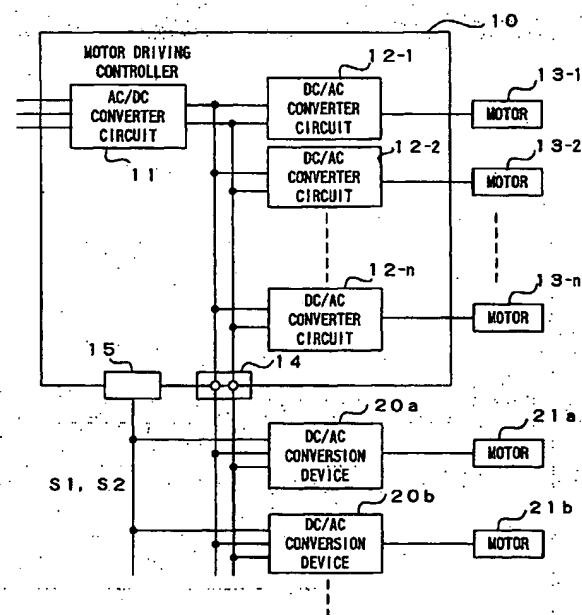 10
MOTOR DRIVING
CONTROLLER
AC/DC
CONVERTER
CIRCUIT
11
DC/AC
CONVERTER
CIRCUIT
12-1
MOTOR
13-1
DC/AC
CONVERTER
CIRCUIT
12-2
MOTOR
13-2
DC/AC
CONVERTER
CIRCUIT
12-n
MOTOR
13-n
15
14
S1, S2
DC/AC
CONVERSION
DEVICE
20a
MOTOR
21a
DC/AC
CONVERSION
DEVICE
20b
MOTOR
21b